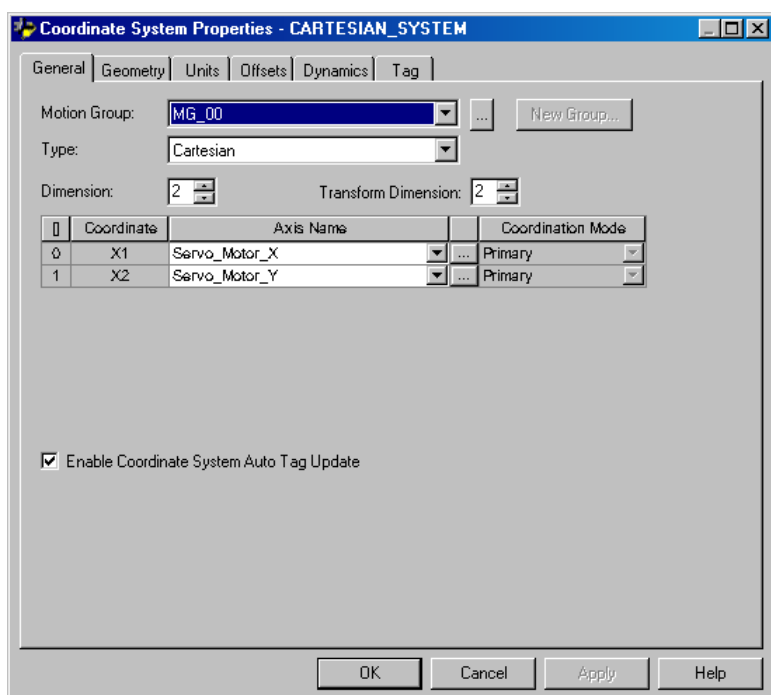 Coordinate System Properties - CARTESIAN_SYSTEM
General Geometry Units Offsets Dynamics Tag
Motion Group: MG_00 ... New Group...
Type: Cartesian
Dimension: 2 Transform Dimension: 2
[] Coordinate Axis Name Coordination Mode
0 X1 Servo_Motor_X ... Primary
1 X2 Servo_Motor_Y ... Primary
Enable Coordinate System Auto Tag Update
OK Cancel Apply Help